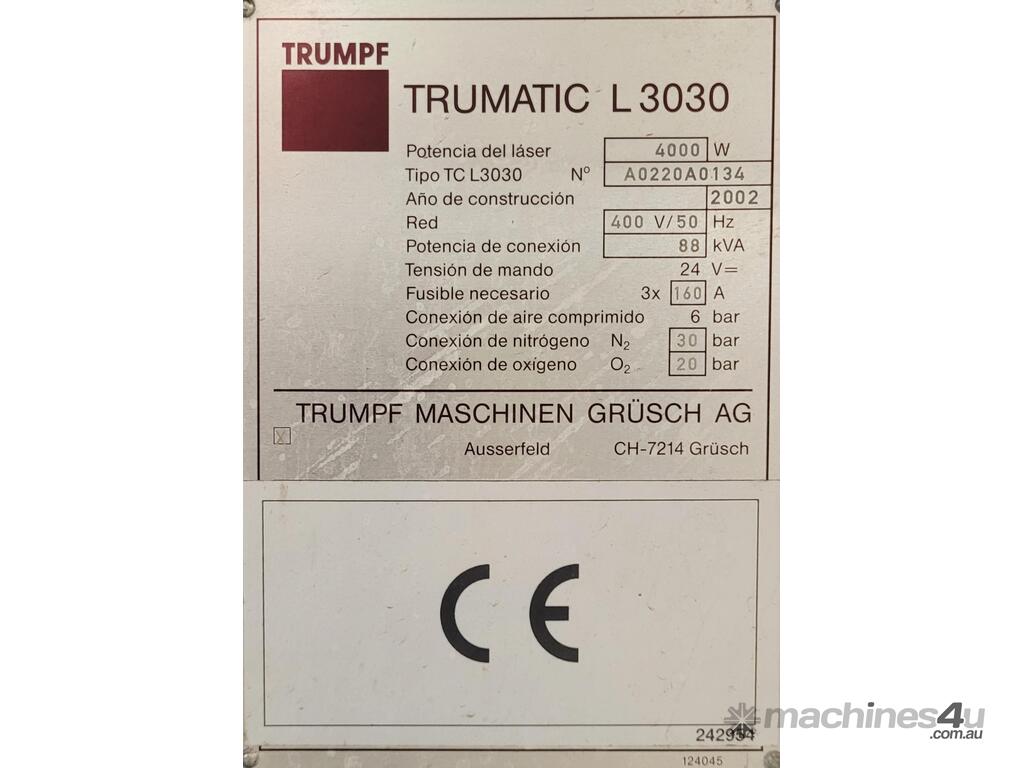 TRUMPF
TRUMATIC L 3030
Potencia del láser 4000 W
Tipo TC L3030 Nº A0220A0134
Año de construcción 2002
Red 400 V/50 Hz
Potencia de conexión 88 kVA
Tensión de mando 24 V=
Fusible necesario 3x 160 A
Conexión de aire comprimido 6 bar
Conexión de nitrógeno N₂ 30 bar
Conexión de oxígeno O₂ 20 bar
TRUMPF MASCHINEN GRÜSCH AG
X
Ausserfeld CH-7214 Grüsch
CE
machines4u
.com.au
242954
124045